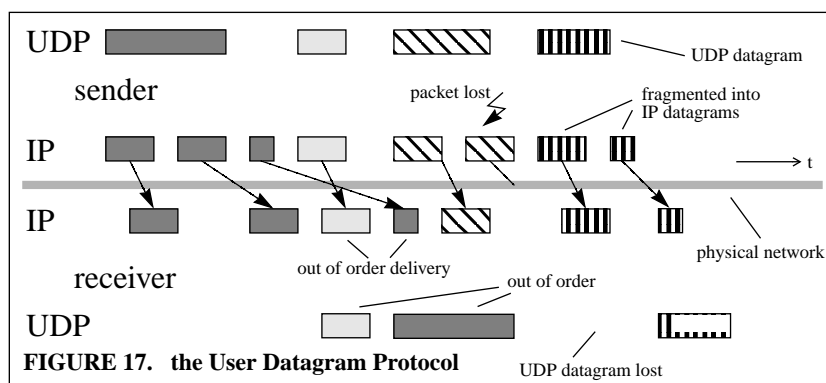 UDP
UDP datagram
sender
packet lost
fragmented into
IP datagrams
IP
t
IP
physical network
out of order delivery
receiver
out of order
UDP
UDP datagram lost
FIGURE 17. the User Datagram Protocol